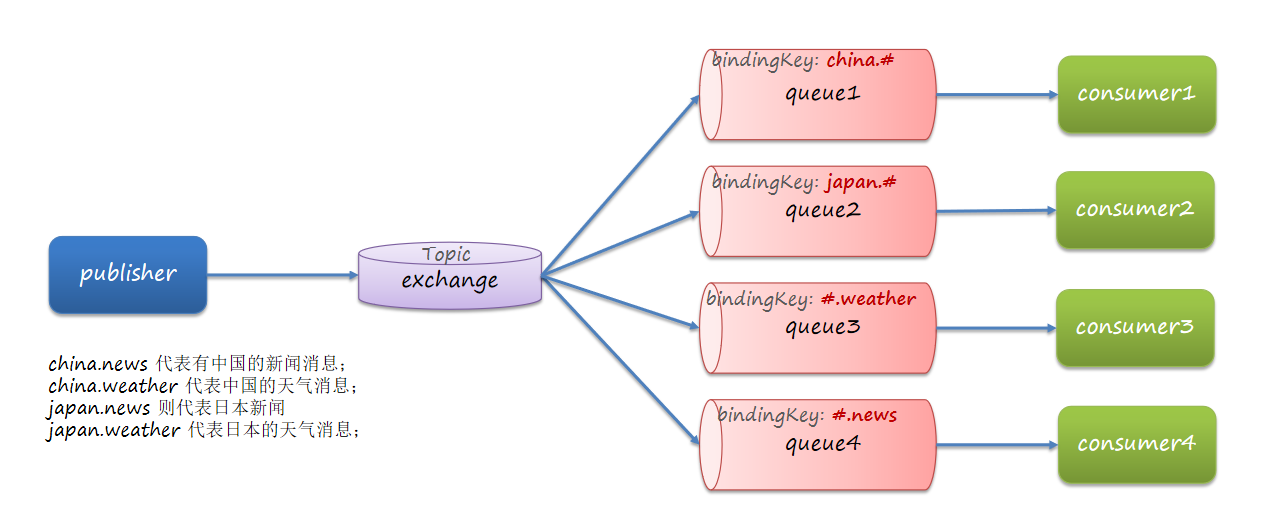 bindingKey: china.#
queue1
consumer1
bindingKey: japan.#
queue2
consumer2
publisher
Topic
exchange
bindingKey: #.weather
queue3
consumer3
china.news 代表有中国的新闻消息;
china.weather 代表中国的天气消息;
japan.news 则代表日本新闻
japan.weather 代表日本的天气消息;
bindingKey: #.news
queue4
consumer4